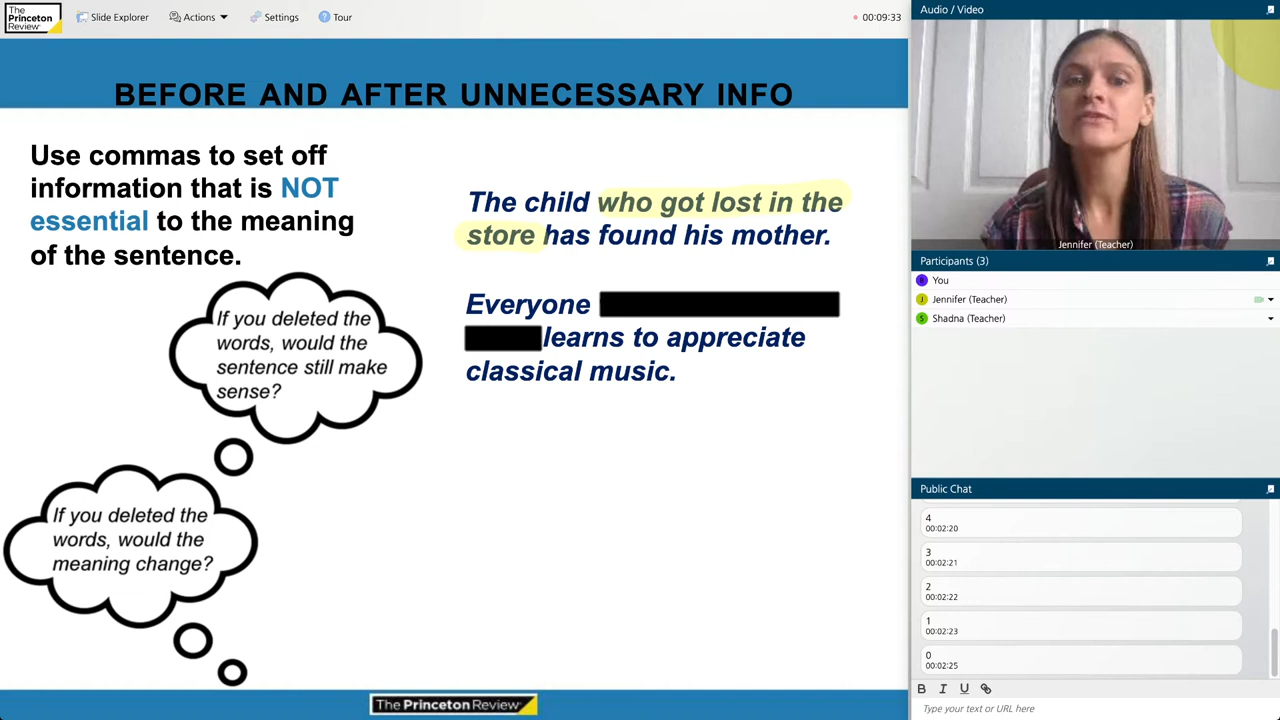 The
Princeton
Review
Slide Explorer
Actions
Settings
Tour
00:09:33
BEFORE AND AFTER UNNECESSARY INFO
Use commas to set off
information that is NOT
essential to the meaning
of the sentence.
If you deleted the
words, would the
sentence still make
sense?
If you deleted the
words, would the
meaning change?
The child who got lost in the
store has found his mother.
Everyone
learns to appreciate
classical music.
The Princeton Review
Audio / Video
Jennifer (Teacher)
Participants (3)
B You
J Jennifer (Teacher)
S Shadna (Teacher)
Public Chat
4
00:02:20
3
00:02:21
2
00:02:22
1
00:02:23
0
00:02:25
B I U
Type your text or URL here